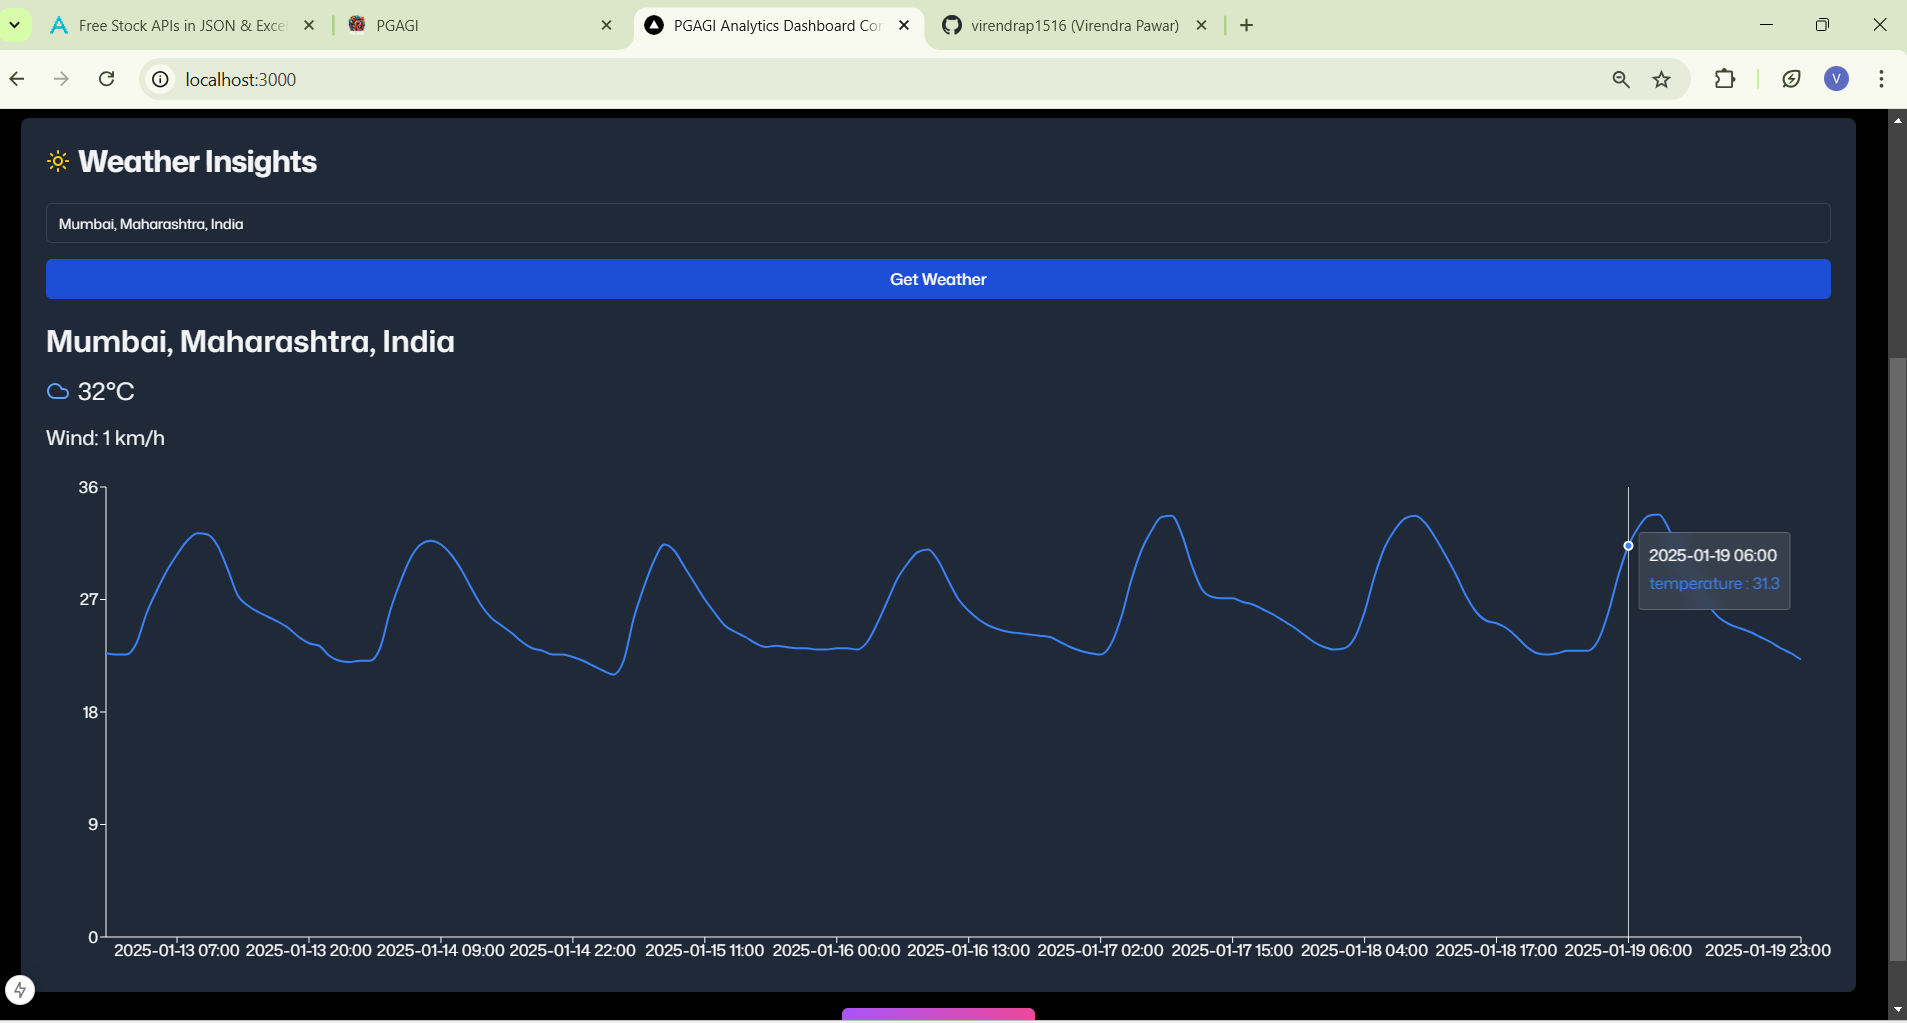 Free Stock APIs in JSON & Excel
PGAGI
PGAGI Analytics Dashboard Cor
virendrap1516 (Virendra Pawar)
localhost:3000
V
Weather Insights
Mumbai, Maharashtra, India
Get Weather
Mumbai, Maharashtra, India
32°C
Wind: 1 km/h
36
27
18
9
0
2025-01-19 06:00
temperature : 31.3
2025-01-13 07:00 2025-01-13 20:00 2025-01-14 09:00 2025-01-14 22:00 2025-01-15 11:00 2025-01-16 00:00 2025-01-16 13:00 2025-01-17 02:00 2025-01-17 15:00 2025-01-18 04:00 2025-01-18 17:00 2025-01-19 06:00 2025-01-19 23:00